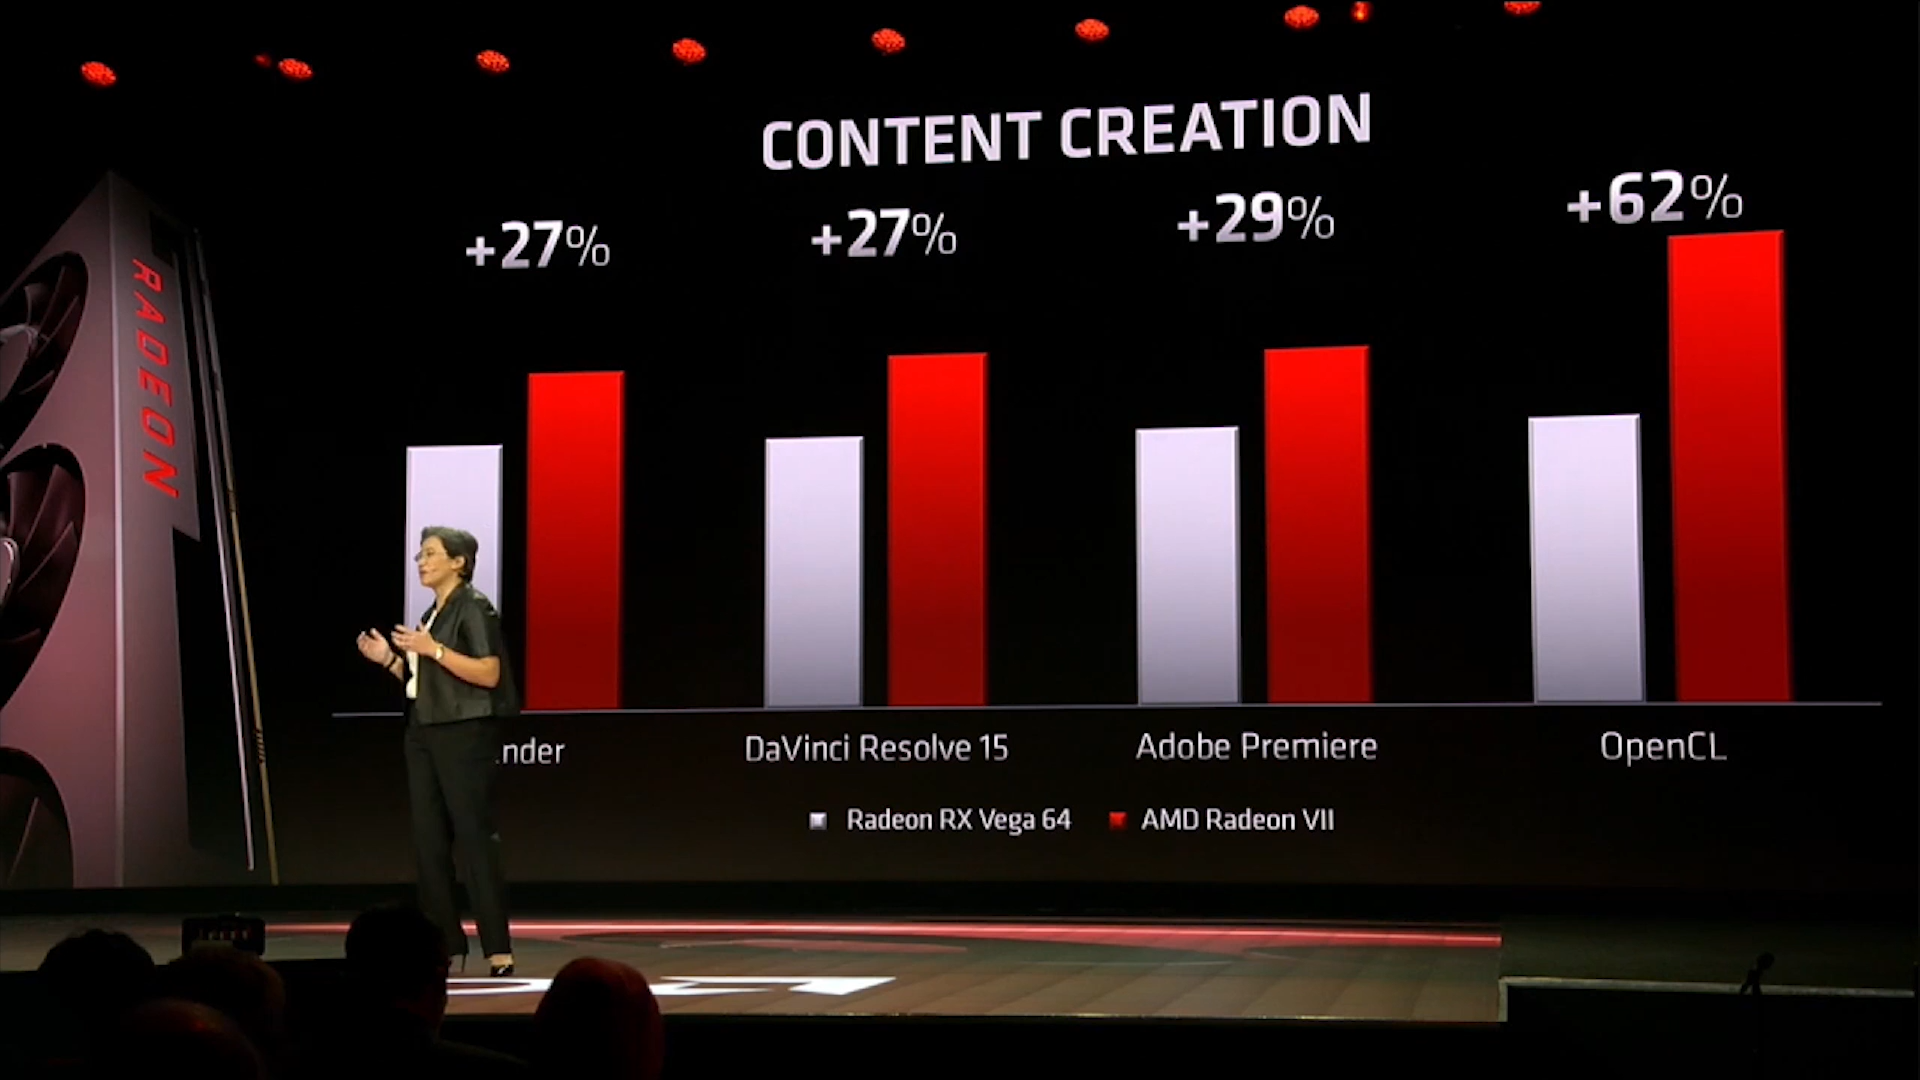 CONTENT CREATION
+27%
+27%
+29%
+62%
RADEON
nder
DaVinci Resolve 15
Adobe Premiere
OpenCL
Radeon RX Vega 64
AMD Radeon VII